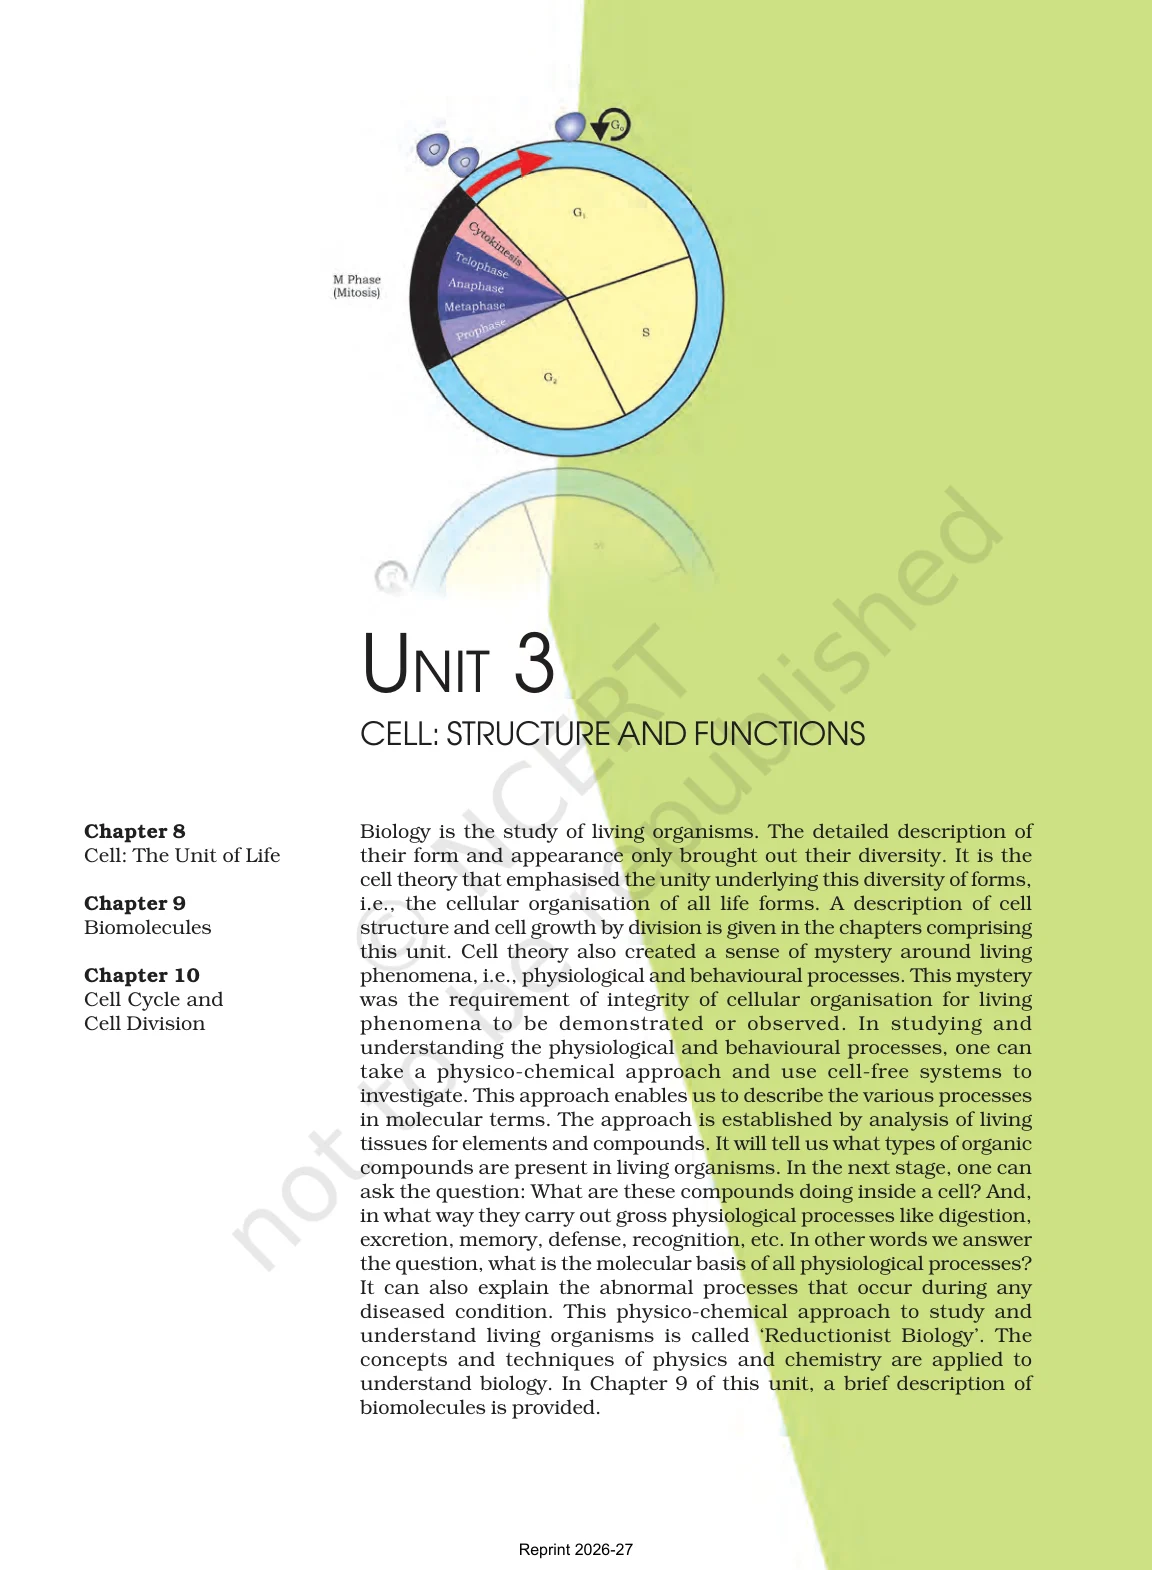 G₀
G₁
Cytokinesis
Telophase
Anaphase
Metaphase
Prophase
M Phase
(Mitosis)
S
G₂
UNIT 3
CELL: STRUCTURE AND FUNCTIONS
Chapter 8
Cell: The Unit of Life
Chapter 9
Biomolecules
Chapter 10
Cell Cycle and
Cell Division
Biology is the study of living organisms. The detailed description of
their form and appearance only brought out their diversity. It is the
cell theory that emphasised the unity underlying this diversity of forms,
i.e., the cellular organisation of all life forms. A description of cell
structure and cell growth by division is given in the chapters comprising
this unit. Cell theory also created a sense of mystery around living
phenomena, i.e., physiological and behavioural processes. This mystery
was the requirement of integrity of cellular organisation for living
phenomena to be demonstrated or observed. In studying and
understanding the physiological and behavioural processes, one can
take a physico-chemical approach and use cell-free systems to
investigate. This approach enables us to describe the various processes
in molecular terms. The approach is established by analysis of living
tissues for elements and compounds. It will tell us what types of organic
compounds are present in living organisms. In the next stage, one can
ask the question: What are these compounds doing inside a cell? And,
in what way they carry out gross physiological processes like digestion,
excretion, memory, defense, recognition, etc. In other words we answer
the question, what is the molecular basis of all physiological processes?
It can also explain the abnormal processes that occur during any
diseased condition. This physico-chemical approach to study and
understand living organisms is called ‘Reductionist Biology’. The
concepts and techniques of physics and chemistry are applied to
understand biology. In Chapter 9 of this unit, a brief description of
biomolecules is provided.
© NCERT
not to be republished
Reprint 2026-27